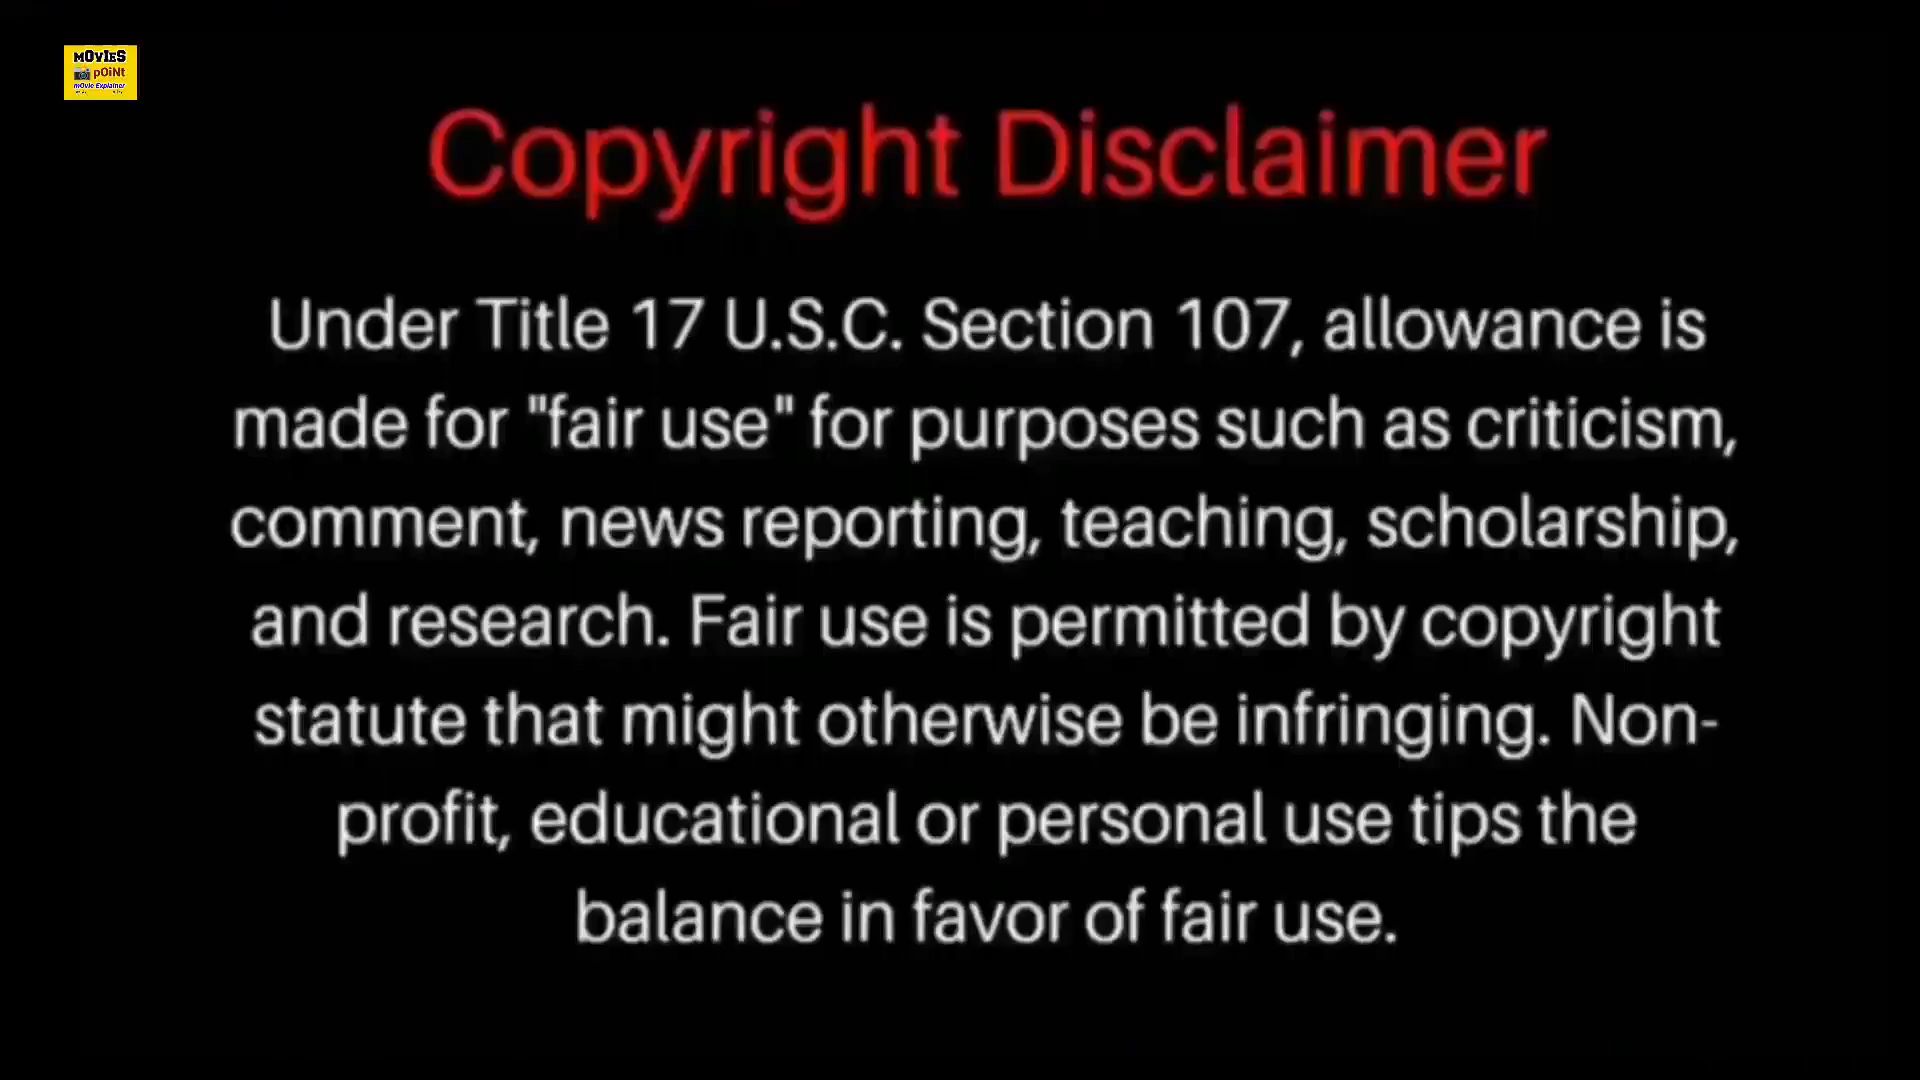 MOVIES
pOiNt
mOvie Explainer
Copyright Disclaimer
Under Title 17 U.S.C. Section 107, allowance is
made for "fair use" for purposes such as criticism,
comment, news reporting, teaching, scholarship,
and research. Fair use is permitted by copyright
statute that might otherwise be infringing. Non-
profit, educational or personal use tips the
balance in favor of fair use.